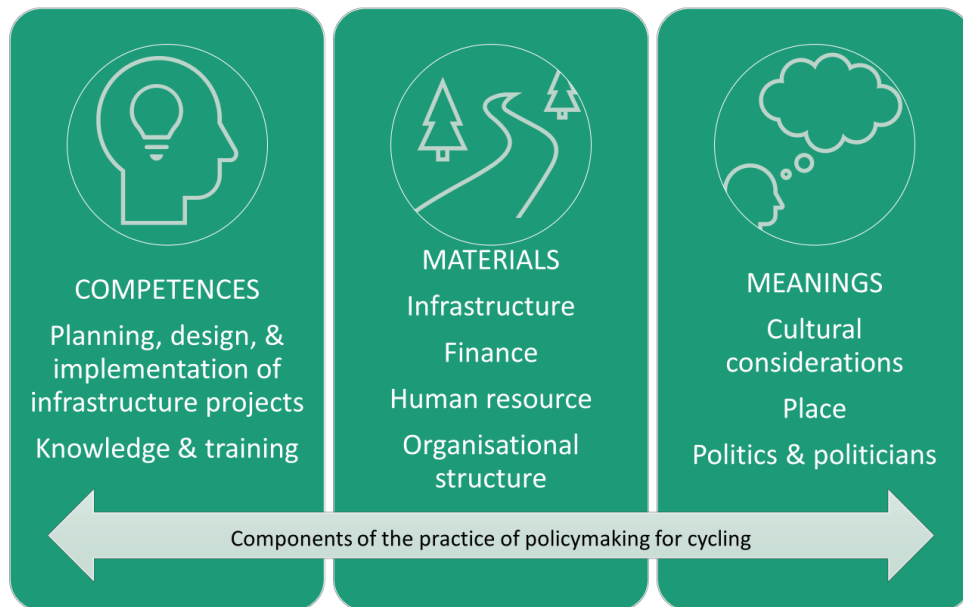 COMPETENCES
Planning, design, &
implementation of
infrastructure projects
Knowledge & training
MATERIALS
Infrastructure
Finance
Human resource
Organisational
structure
MEANINGS
Cultural
considerations
Place
Politics & politicians
Components of the practice of policymaking for cycling